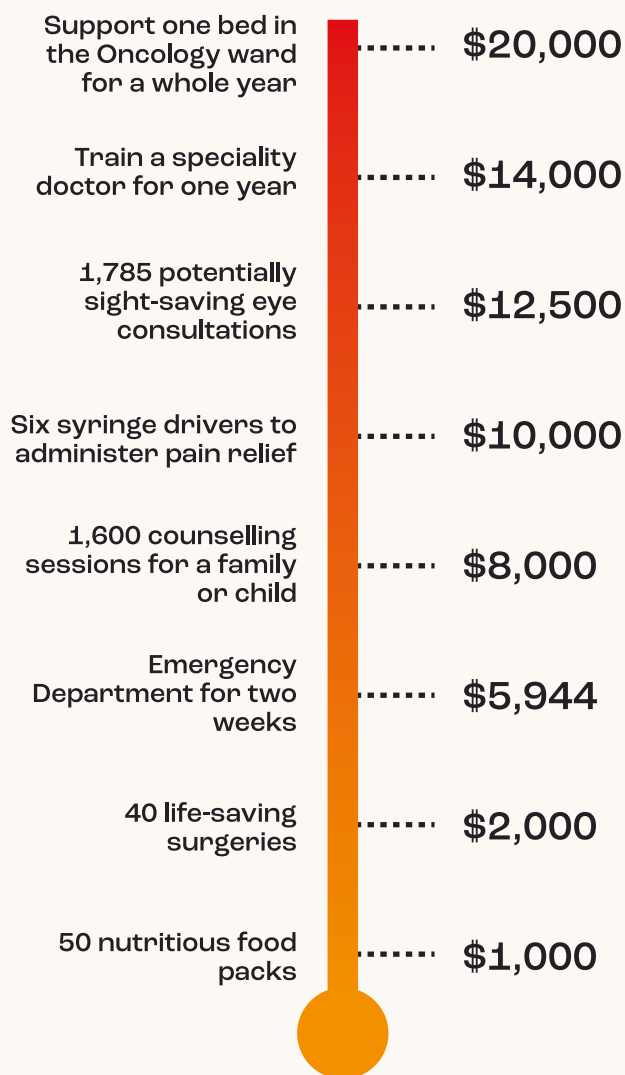 Support one bed in
the Oncology ward
for a whole year
$20,000
Train a speciality
doctor for one year
$14,000
1,785 potentially
sight-saving eye
consultations
$12,500
Six syringe drivers to
administer pain relief
$10,000
1,600 counselling
sessions for a family
or child
$8,000
Emergency
Department for two
weeks
$5,944
40 life-saving
surgeries
$2,000
50 nutritious food
packs
$1,000